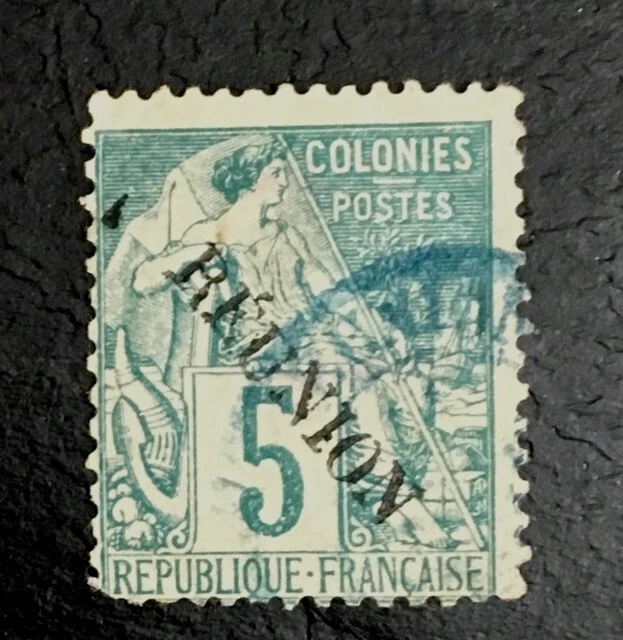 COLONIES
POSTES
RÉUNION
5
REPUBLIQUE·FRANÇAISE